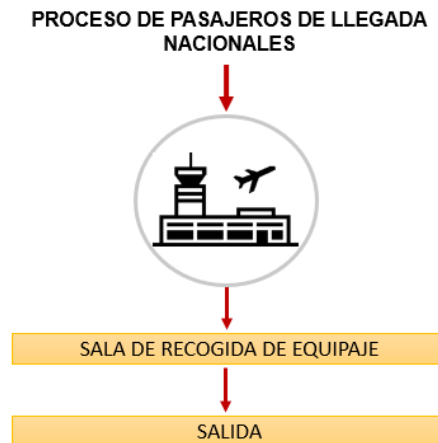 PROCESO DE PASAJEROS DE LLEGADA
NACIONALES
SALA DE RECOGIDA DE EQUIPAJE
SALIDA